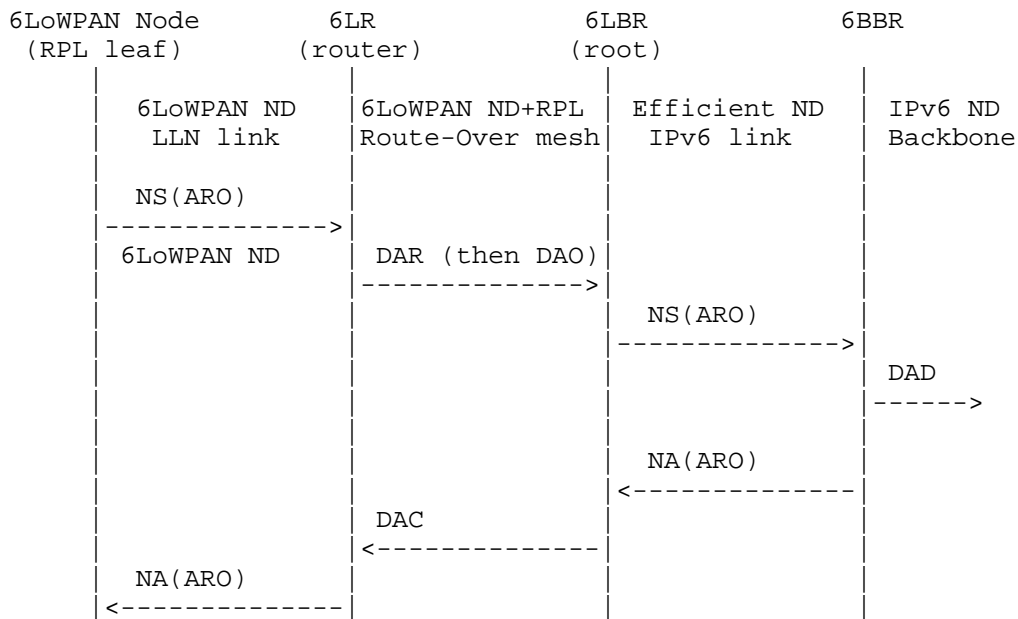 6LoWPAN Node 6LR 6LBR 6BBR
(RPL leaf) (router) (root)
6LoWPAN ND 6LoWPAN ND+RPL Efficient ND IPv6 ND
LLN link Route-Over mesh IPv6 link Backbone
NS(ARO)
6LoWPAN ND DAR (then DAO)
NS(ARO)
DAD
NA(ARO)
DAC
NA(ARO)